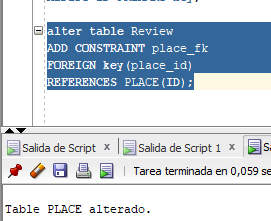 alter table Review
ADD CONSTRAINT place_fk
FOREIGN key(place_id)
REFERENCES PLACE(ID);
Salida de Script x Salida de Script 1 x Sa
Tarea terminada en 0,059 se
Table PLACE alterado.